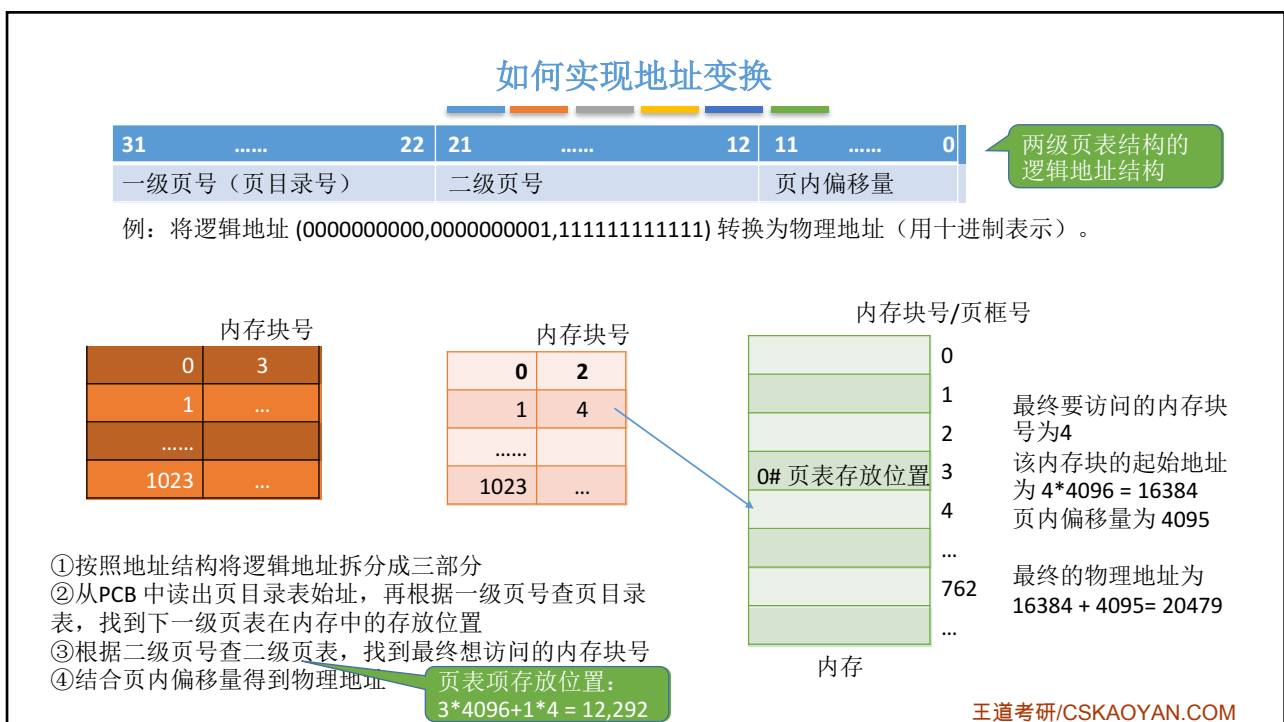 如何实现地址变换
31 …… 22 21 …… 12 11 …… 0
一级页号（页目录号） 二级页号 页内偏移量
两级页表结构的
逻辑地址结构
例：将逻辑地址 (0000000000,0000000001,111111111111) 转换为物理地址（用十进制表示）。
内存块号
0 3
1 …
……
1023 …
内存块号
0 2
1 4
……
1023 …
内存块号/页框号
0
1
2
0# 页表存放位置 3
4
…
762
…
内存
最终要访问的内存块
号为4
该内存块的起始地址
为 4*4096 = 16384
页内偏移量为 4095
最终的物理地址为
16384 + 4095= 20479
①按照地址结构将逻辑地址拆分成三部分
②从PCB 中读出页目录表始址，再根据一级页号查页目录
表，找到下一级页表在内存中的存放位置
③根据二级页号查二级页表，找到最终想访问的内存块号
④结合页内偏移量得到物理地址
页表项存放位置：
3*4096+1*4 = 12,292
王道考研/CSKAOYAN.COM